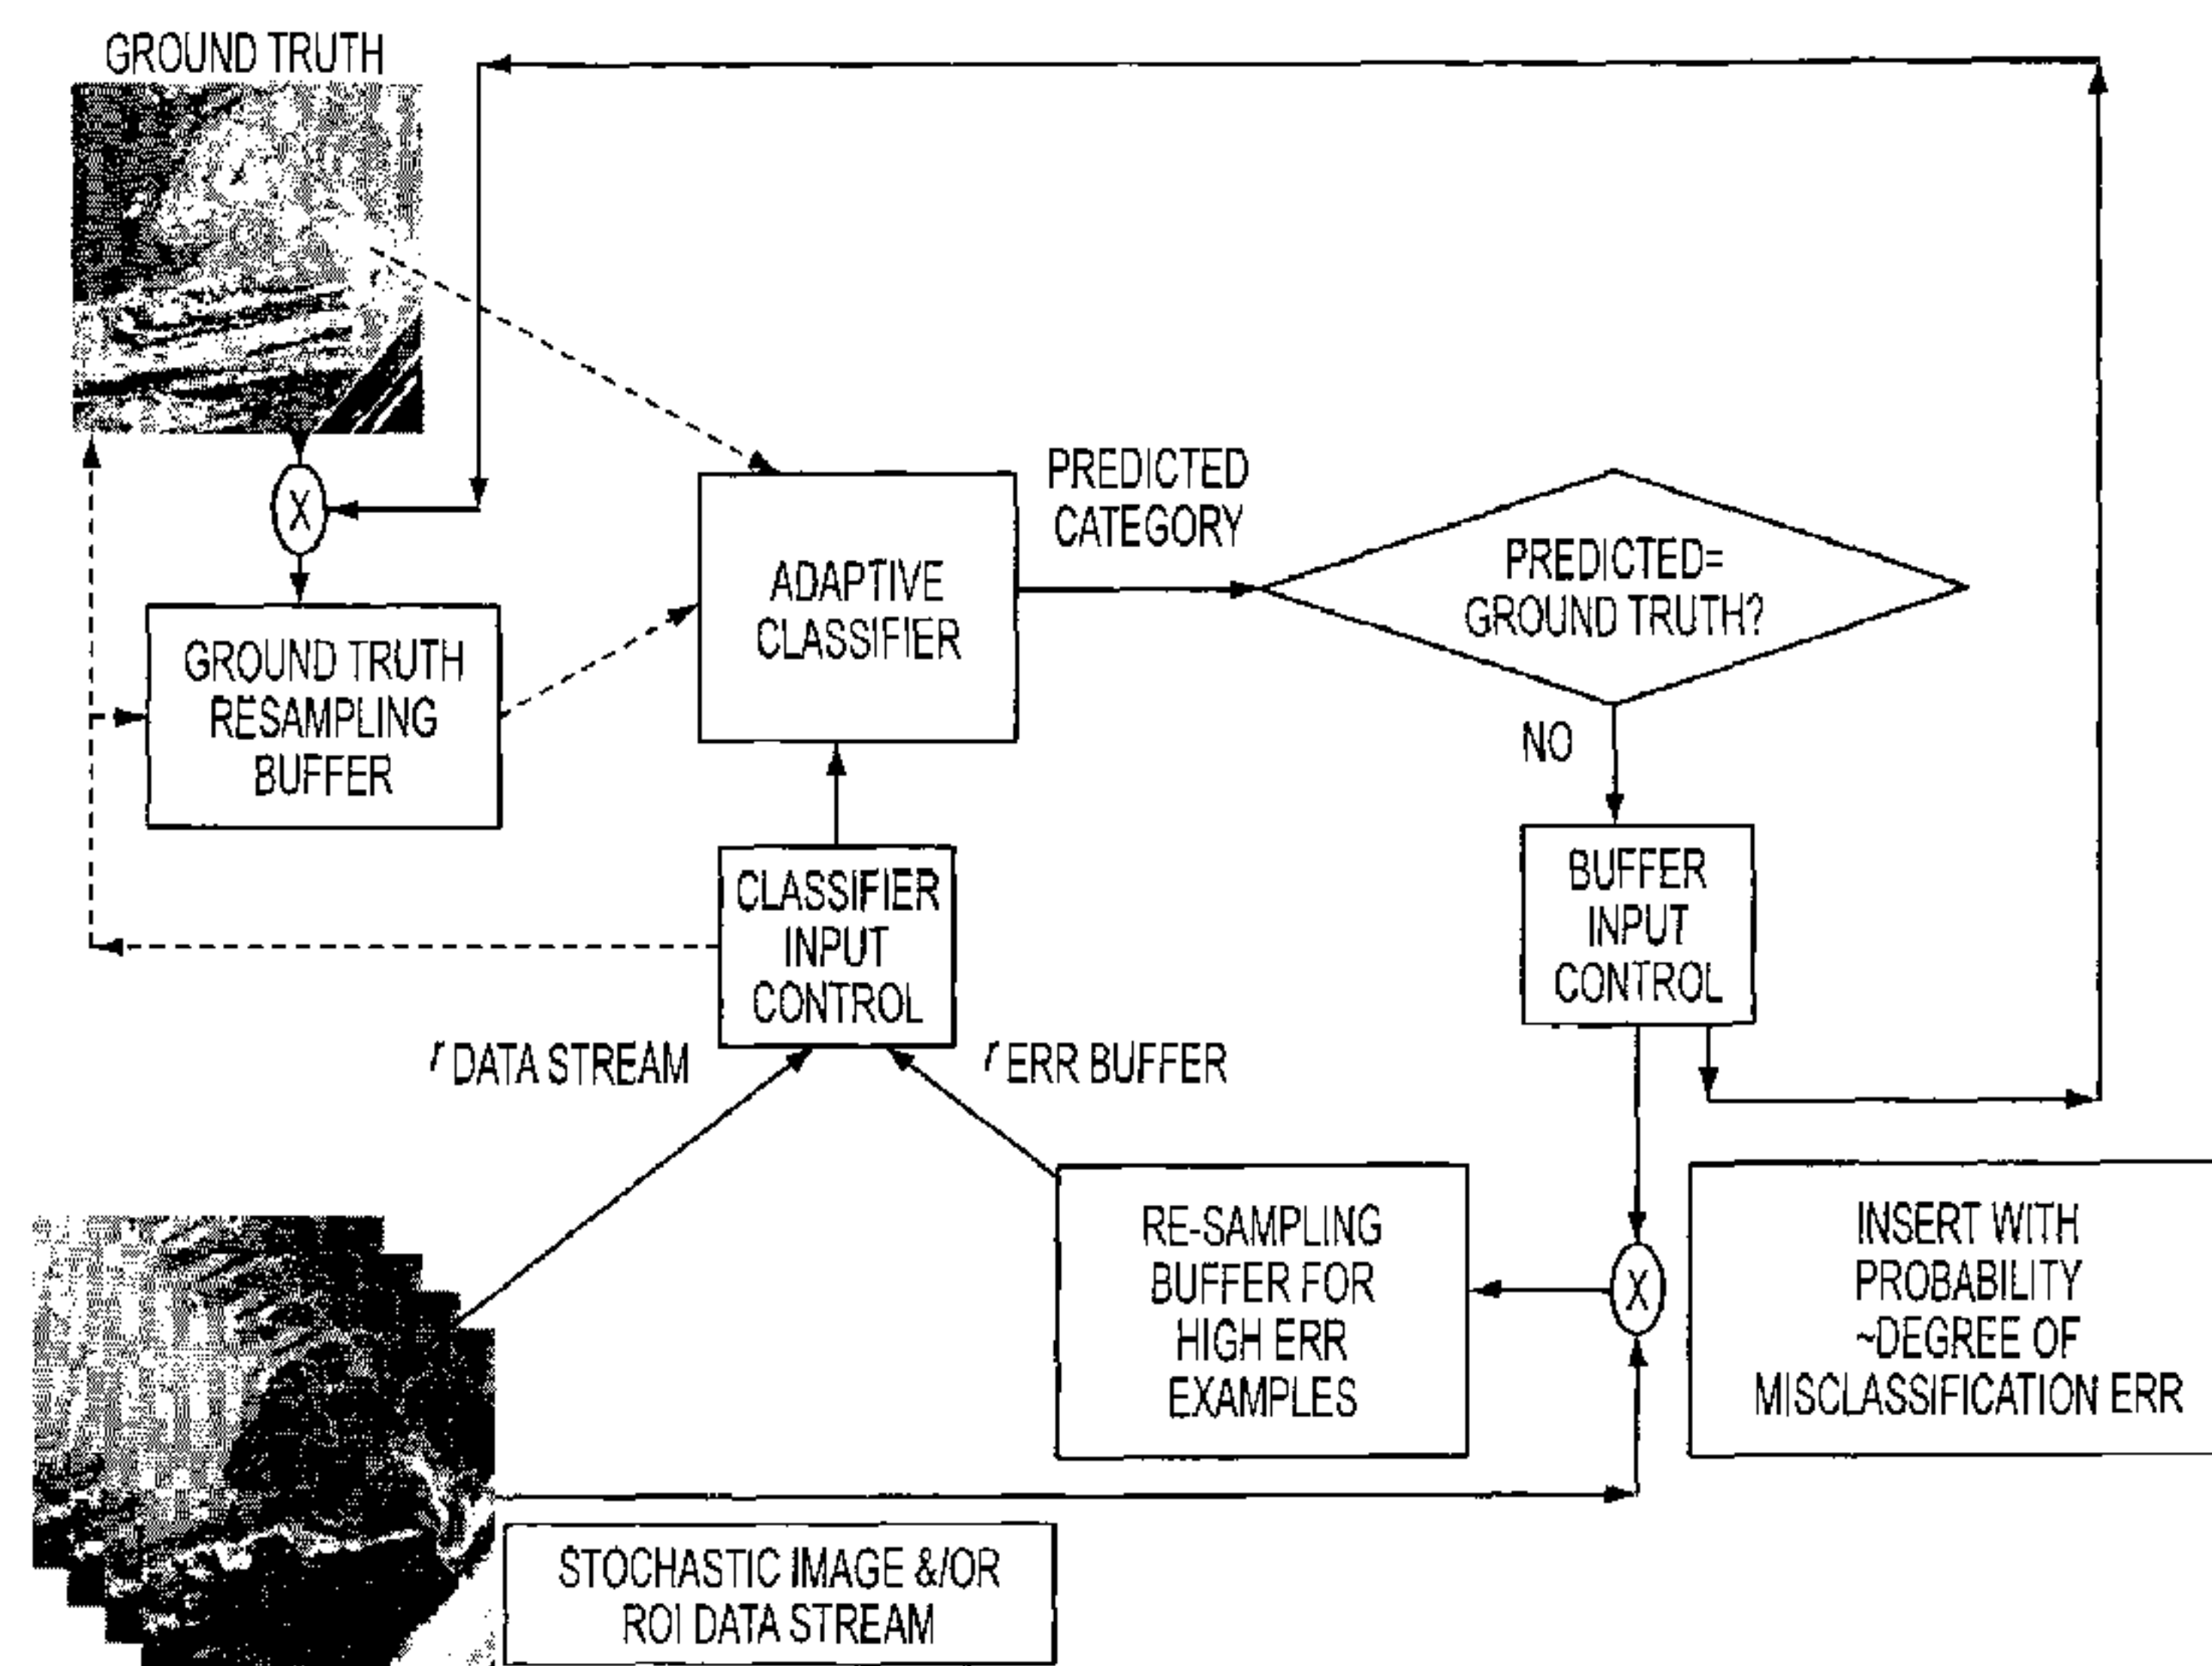 GROUND TRUTH
X
GROUND TRUTH
RESAMPLING
BUFFER
ADAPTIVE
CLASSIFIER
PREDICTED
CATEGORY
PREDICTED=
GROUND TRUTH?
NO
BUFFER
INPUT
CONTROL
CLASSIFIER
INPUT
CONTROL
r DATA STREAM
r ERR BUFFER
RE-SAMPLING
BUFFER FOR
HIGH ERR
EXAMPLES
X
INSERT WITH
PROBABILITY
~DEGREE OF
MISCLASSIFICATION ERR
STOCHASTIC IMAGE &/OR
ROI DATA STREAM